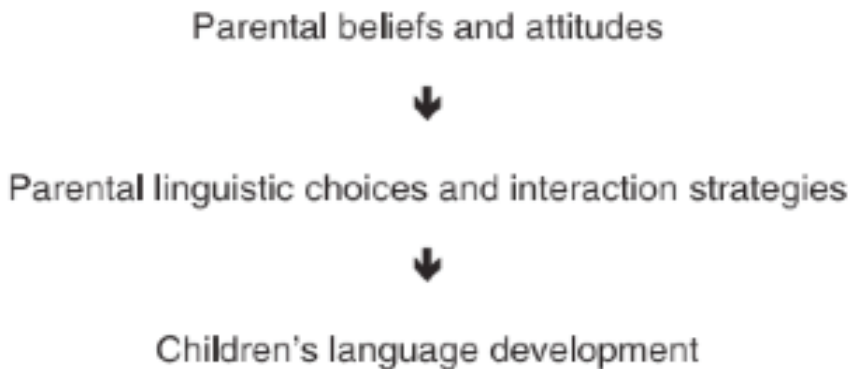 Parental beliefs and attitudes
Parental linguistic choices and interaction strategies
Children's language development